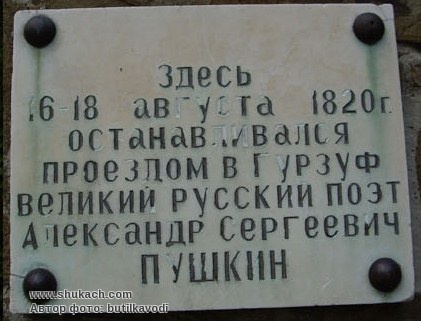 Здесь
16-18 августа 1820г.
останавливался
проездом в Гурзуф
великий русский поэт
Александр Сергеевич
Пушкин
www.shukach.com
Автор фото: butilkavodi